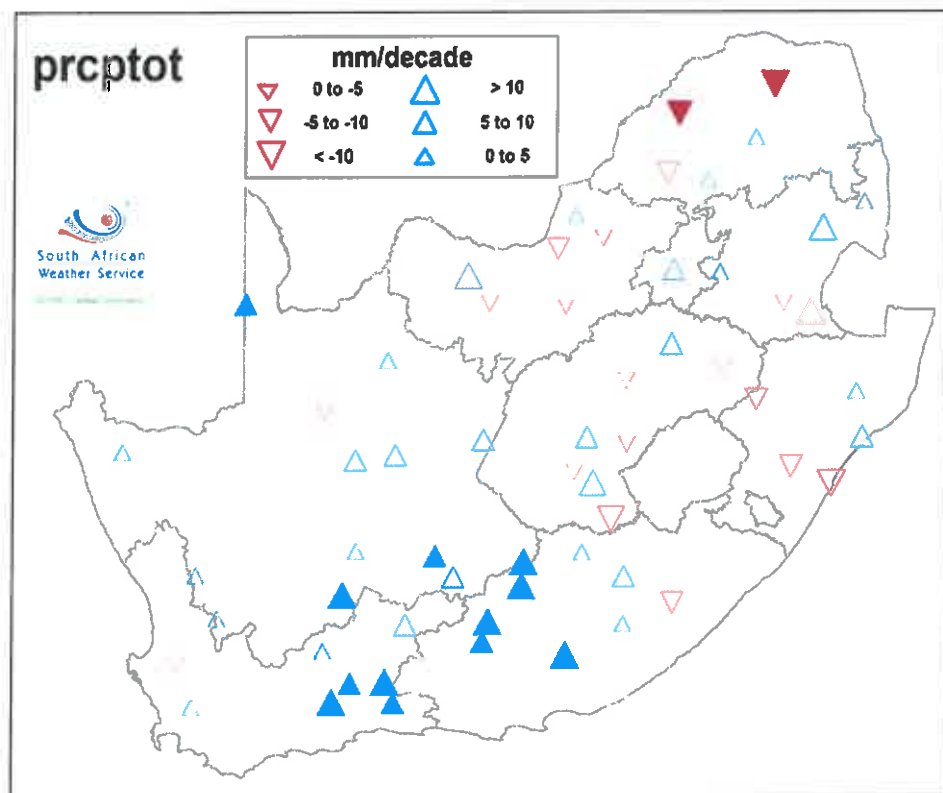 prcptot
mm/decade
0 to -5
> 10
-5 to -10
5 to 10
< -10
0 to 5
South African
Weather Service